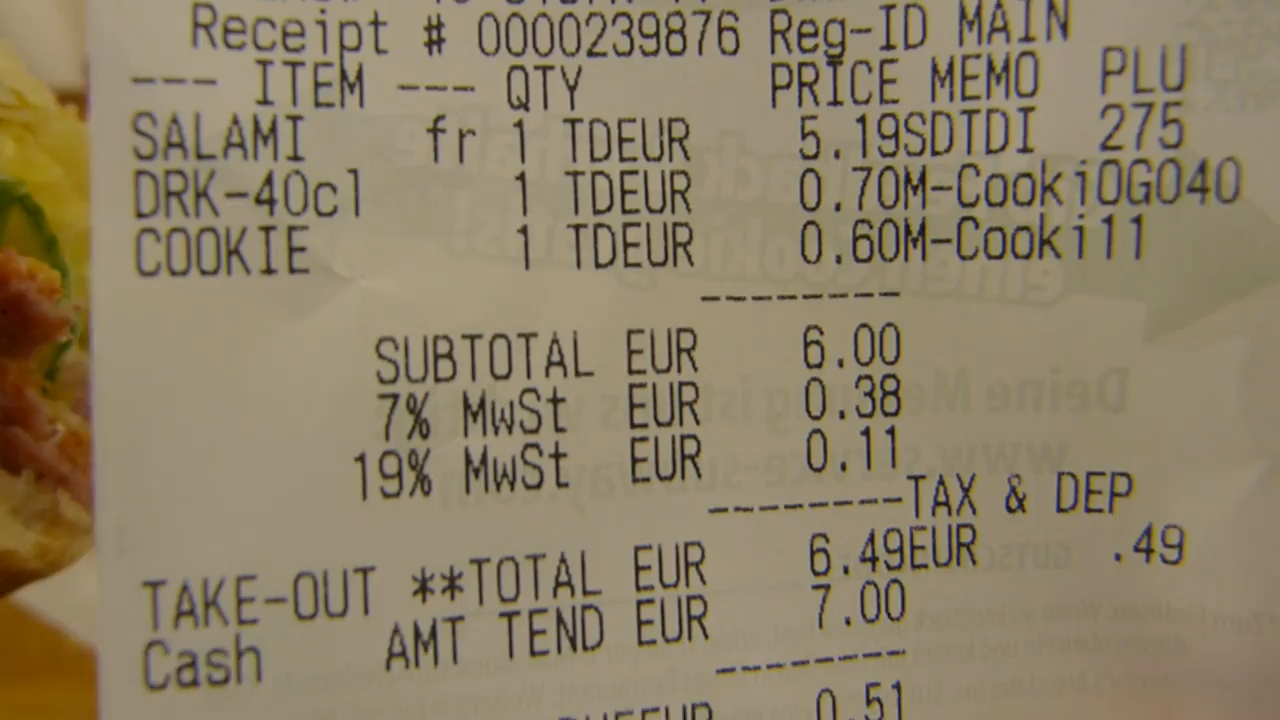 Receipt # 0000239876 Reg-ID MAIN
--- ITEM --- QTY PRICE MEMO PLU
SALAMI fr 1 TDEUR 5.19SDTDI 275
DRK-40cl 1 TDEUR 0.70M-CookiOG040
COOKIE 1 TDEUR 0.60M-Cooki11
--------
SUBTOTAL EUR 6.00
7% MwSt EUR 0.38
19% MwSt EUR 0.11
--------TAX & DEP
TAKE-OUT **TOTAL EUR 6.49EUR .49
Cash AMT TEND EUR 7.00
--------
0.51